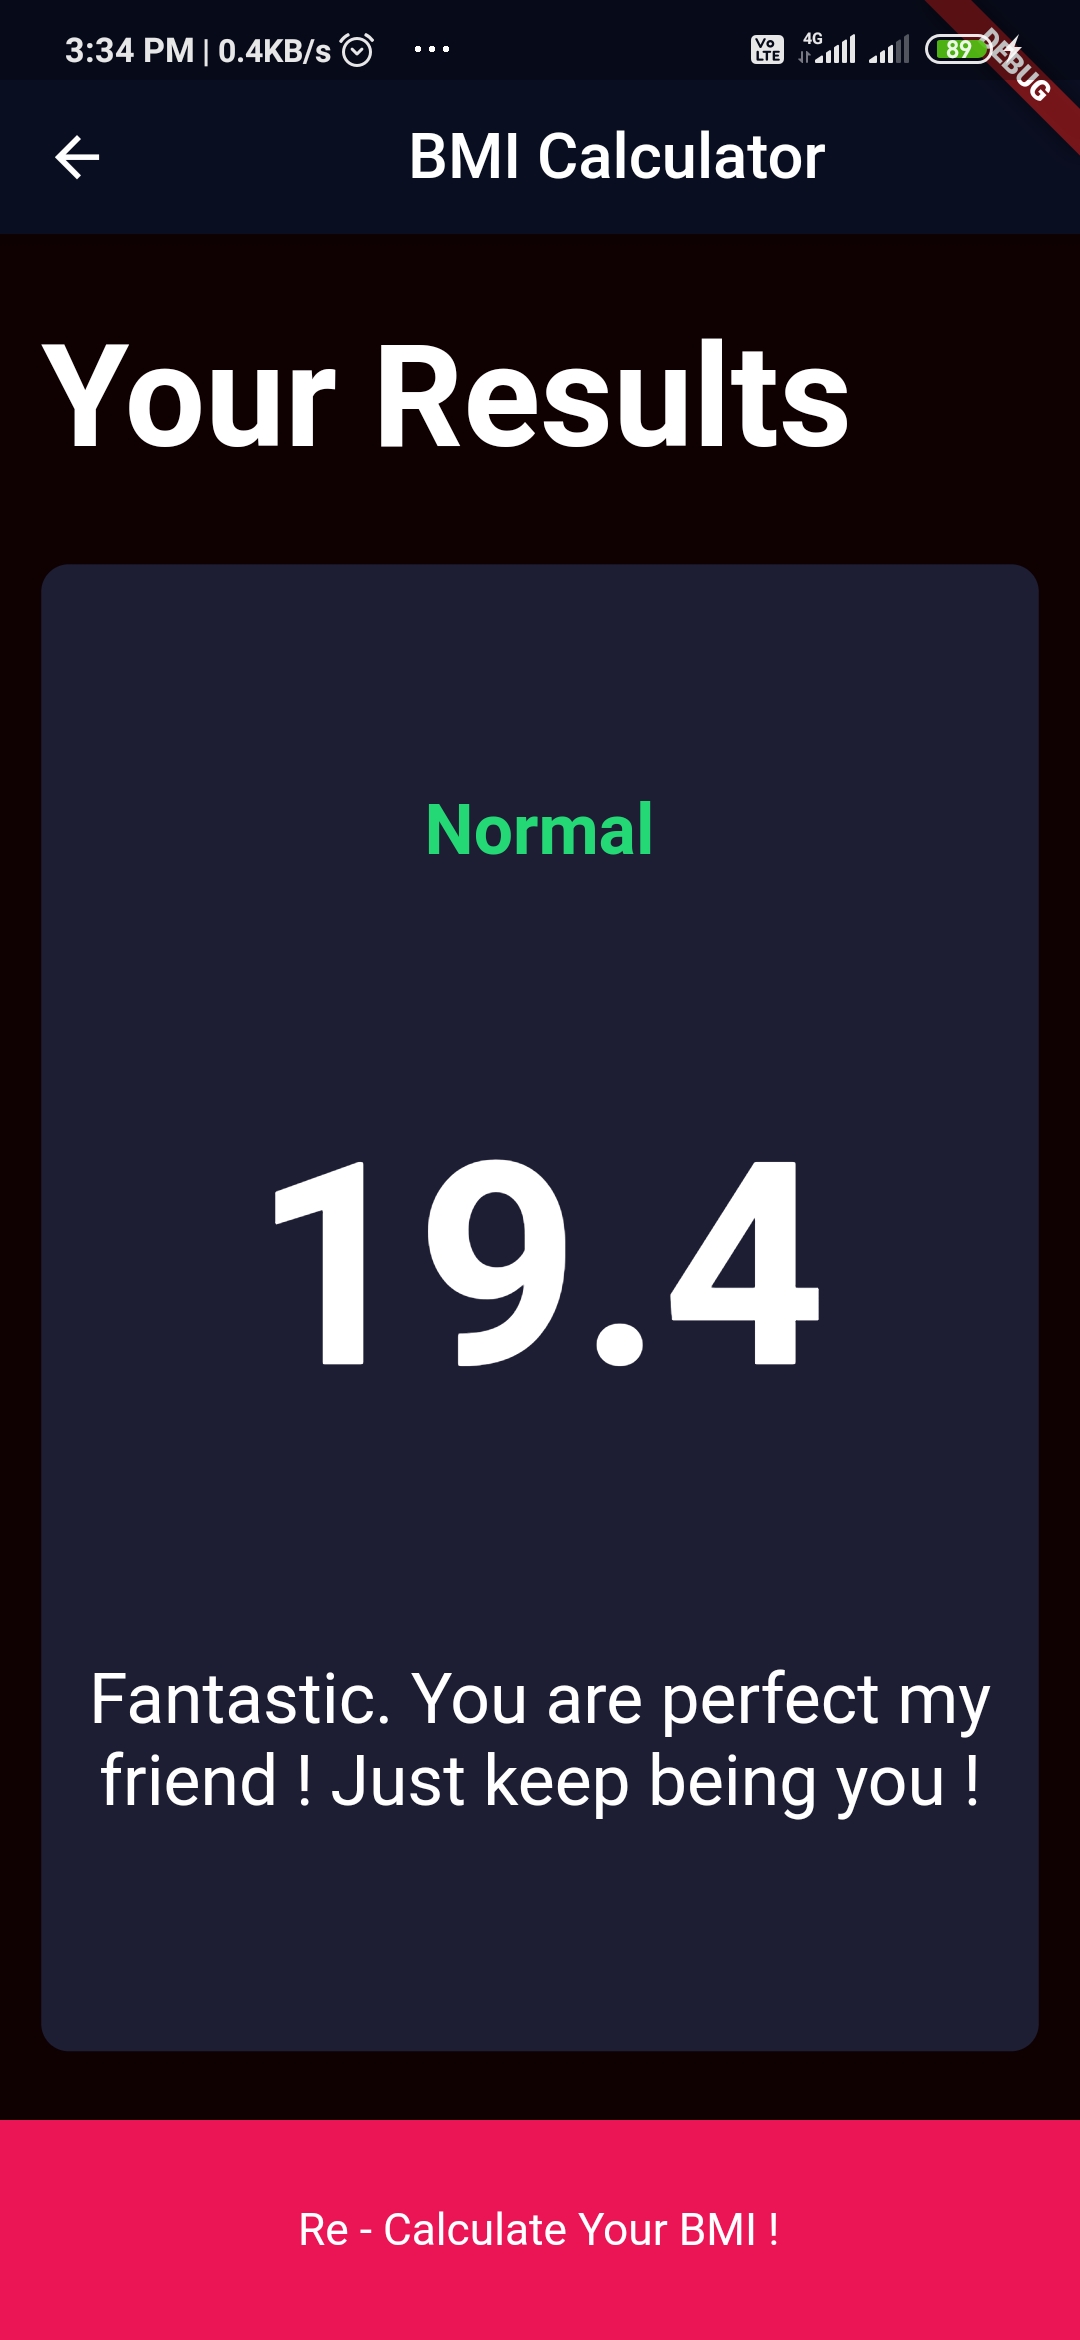 3:34 PM | 0.4KB/s ... Vo LTE 4G 89
DEBUG
BMI Calculator
Your Results
Normal
19.4
Fantastic. You are perfect my
friend ! Just keep being you !
Re - Calculate Your BMI !